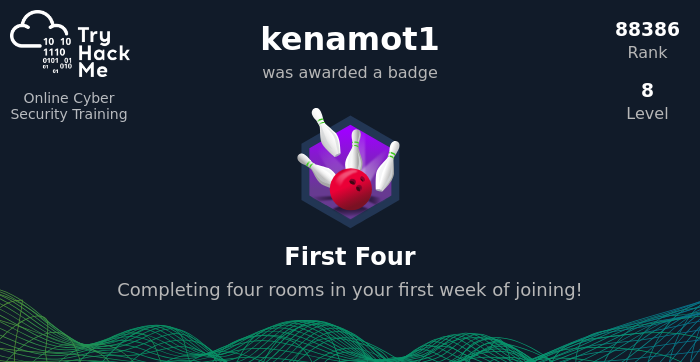 Try
Hack
Me
10 10
1110
0101 01
01 010
Online Cyber
Security Training
kenamot1
was awarded a badge
88386
Rank
8
Level
First Four
Completing four rooms in your first week of joining!